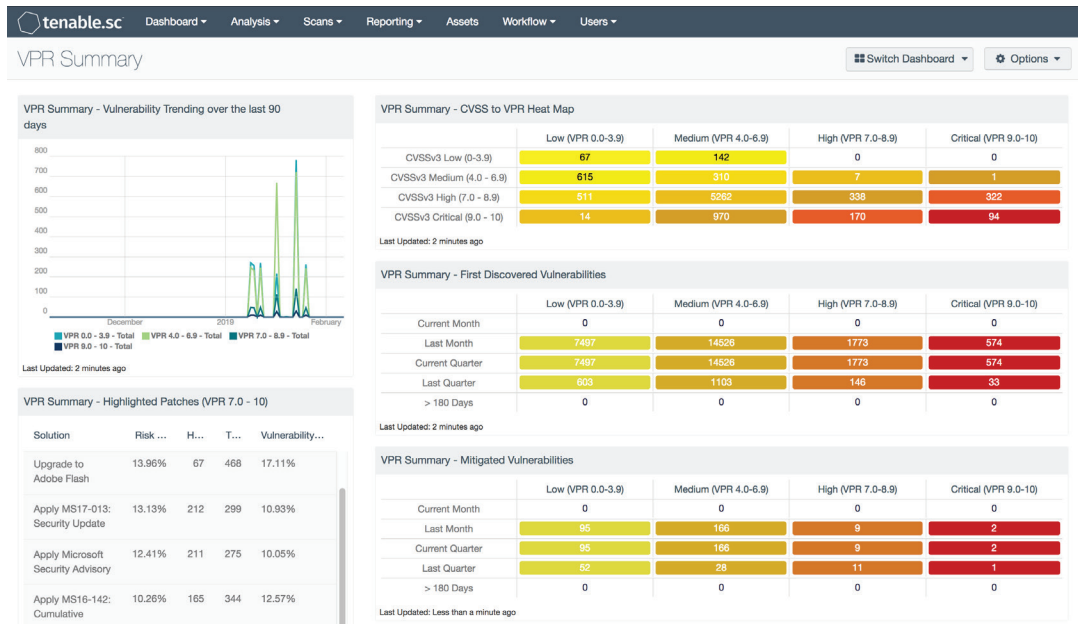 tenable.sc Dashboard Analysis Scans Reporting Assets Workflow Users
VPR Summary Switch Dashboard Options
VPR Summary - Vulnerability Trending over the last 90
days
800
700
600
500
400
300
200
100
0
December 2019 February
VPR 0.0 - 3.9 - Total VPR 4.0 - 6.9 - Total VPR 7.0 - 8.9 - Total
VPR 9.0 - 10 - Total
Last Updated: 2 minutes ago
VPR Summary - Highlighted Patches (VPR 7.0 - 10)
Solution Risk ... H... T... Vulnerability...
Upgrade to 13.96% 67 468 17.11%
Adobe Flash
Apply MS17-013: 13.13% 212 299 10.93%
Security Update
Apply Microsoft 12.41% 211 275 10.05%
Security Advisory
Apply MS16-142: 10.26% 165 344 12.57%
Cumulative
VPR Summary - CVSS to VPR Heat Map
Low (VPR 0.0-3.9) Medium (VPR 4.0-6.9) High (VPR 7.0-8.9) Critical (VPR 9.0-10)
CVSSv3 Low (0-3.9) 67 142 0 0
CVSSv3 Medium (4.0 - 6.9) 615 310 7 1
CVSSv3 High (7.0 - 8.9) 511 5262 338 322
CVSSv3 Critical (9.0 - 10) 14 970 170 94
Last Updated: 2 minutes ago
VPR Summary - First Discovered Vulnerabilities
Low (VPR 0.0-3.9) Medium (VPR 4.0-6.9) High (VPR 7.0-8.9) Critical (VPR 9.0-10)
Current Month 0 0 0 0
Last Month 7497 14526 1773 574
Current Quarter 7497 14526 1773 574
Last Quarter 603 1103 146 33
> 180 Days 0 0 0 0
Last Updated: 2 minutes ago
VPR Summary - Mitigated Vulnerabilities
Low (VPR 0.0-3.9) Medium (VPR 4.0-6.9) High (VPR 7.0-8.9) Critical (VPR 9.0-10)
Current Month 0 0 0 0
Last Month 95 166 9 2
Current Quarter 95 166 9 2
Last Quarter 52 28 11 1
> 180 Days 0 0 0 0
Last Updated: Less than a minute ago